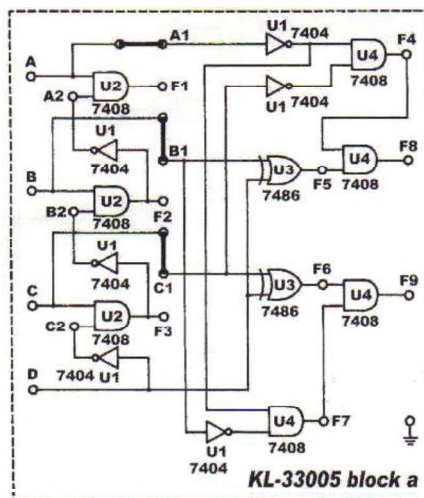 A1
U1
7404
U4
F4
A
U2
F1
A2
7408
U1
7404
7408
U1
7404
B
B1
U3
F5
7486
U4
F8
7408
U2
F2
B2
7408
U1
7404
C
C1
U3
F6
7486
U4
F9
7408
U2
F3
C2
7408
7404
U1
D
U4
F7
7408
U1
7404
KL-33005 block a